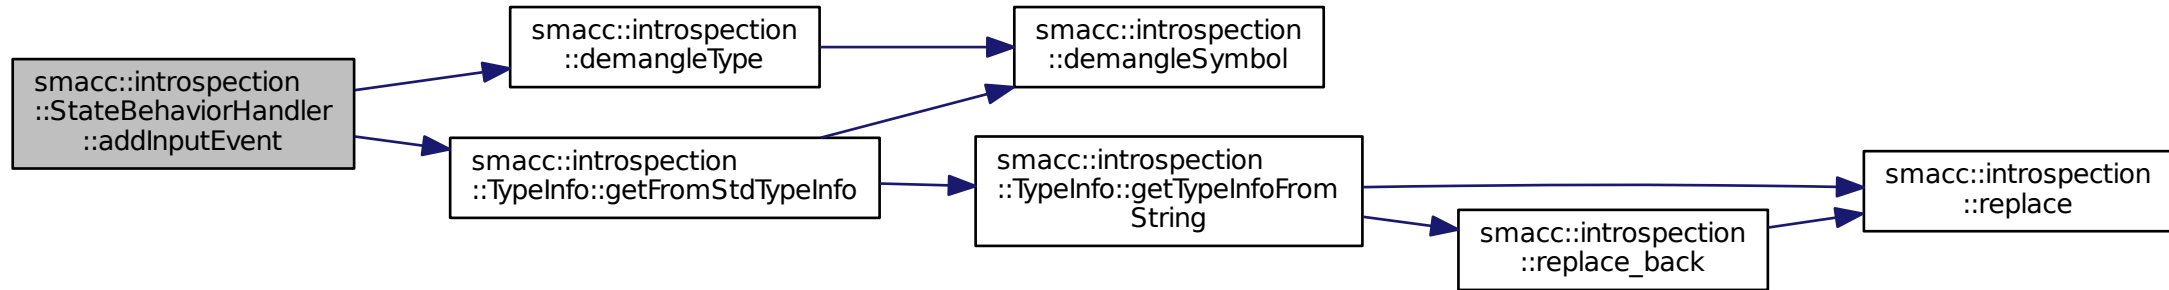 smacc::introspection
::StateBehaviorHandler
::addInputEvent
smacc::introspection
::demangleType
smacc::introspection
::demangleSymbol
smacc::introspection
::TypeInfo::getFromStdTypeInfo
smacc::introspection
::TypeInfo::getTypeInfoFrom
String
smacc::introspection
::replace
smacc::introspection
::replace_back